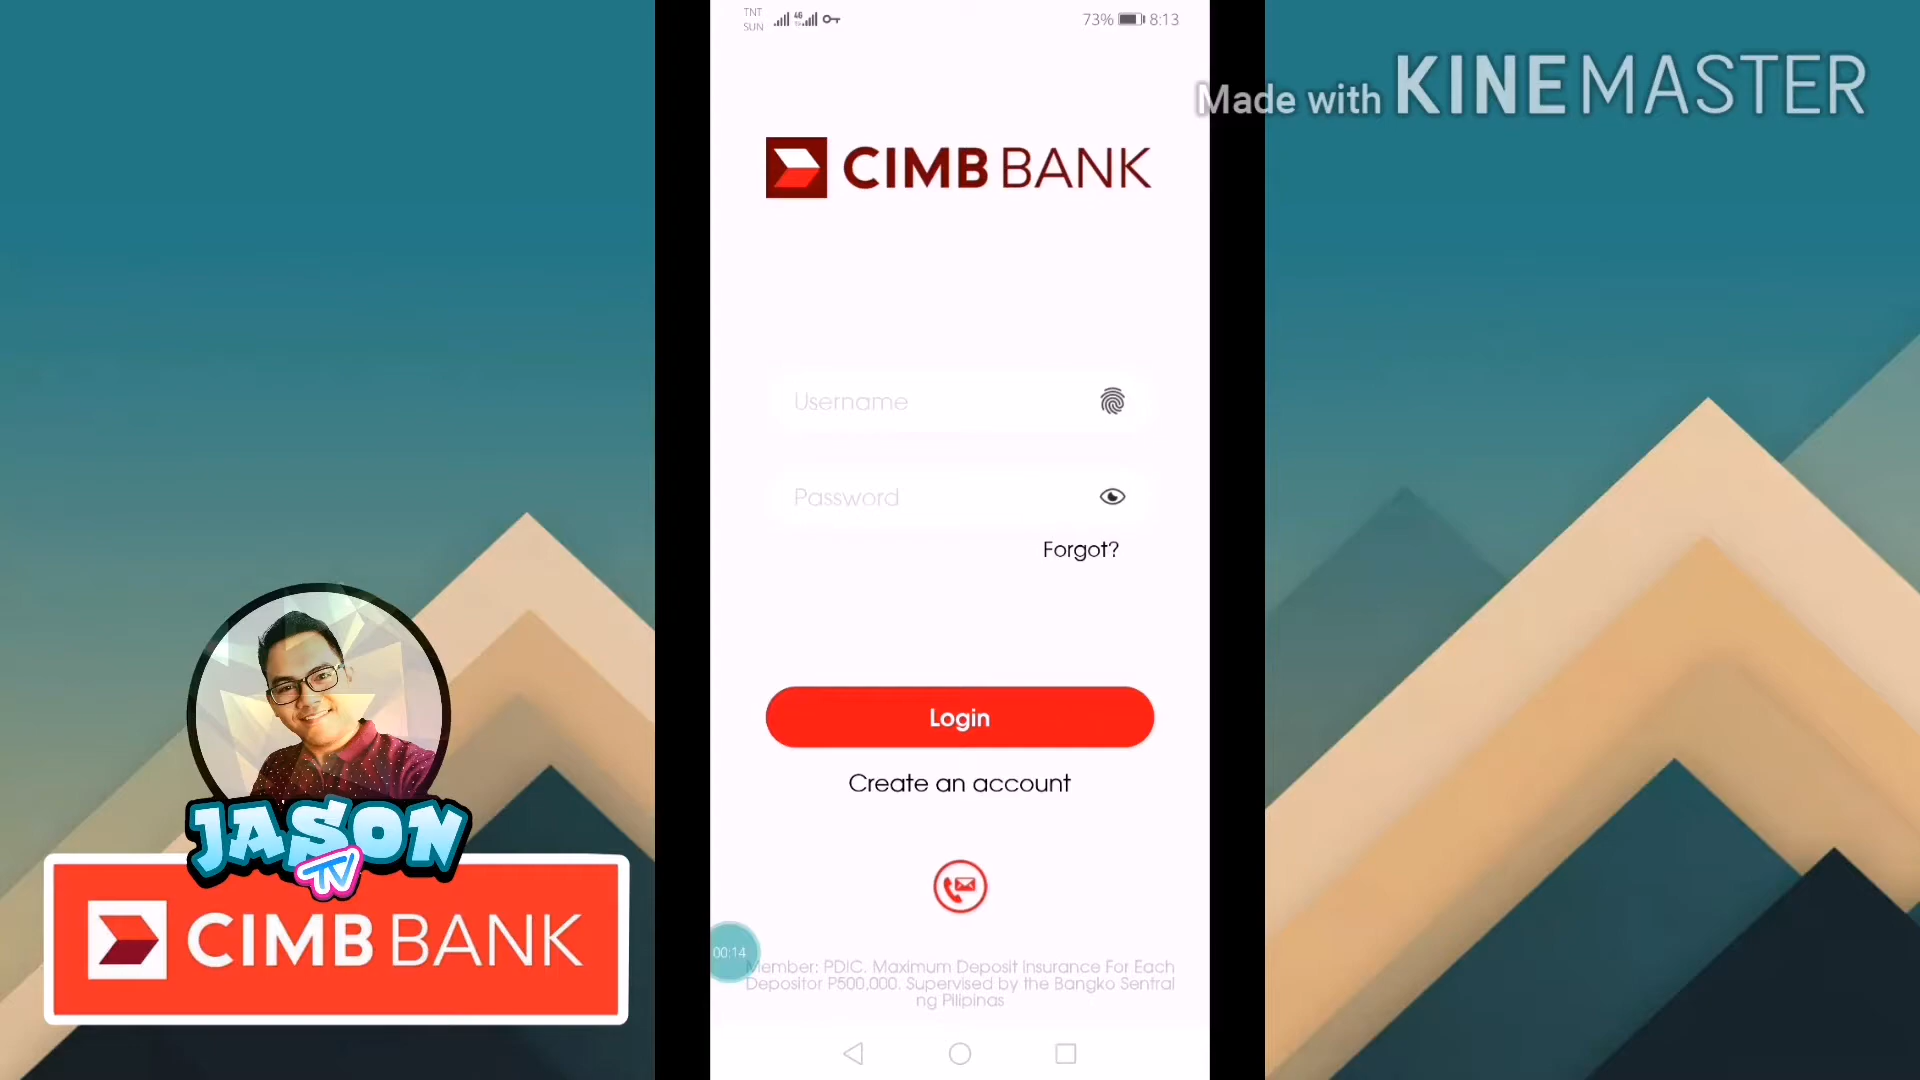 TNT
SUN
4G
73%
8:13
Made with KINEMASTER
CIMB BANK
Username
Password
Forgot?
Login
Create an account
00:14
Member: PDIC. Maximum Deposit Insurance For Each
Depositor P500,000. Supervised by the Bangko Sentral
ng Pilipinas
JASON
TV
CIMB BANK